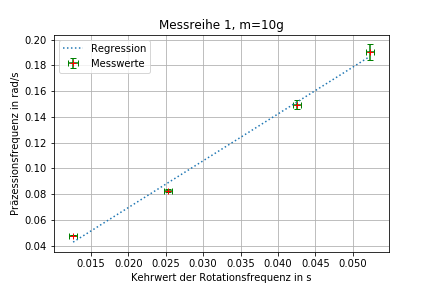 Messreihe 1, m=10g
Präzessionsfrequenz in rad/s
0.20
0.18
0.16
0.14
0.12
0.10
0.08
0.06
0.04
Regression
Messwerte
0.015 0.020 0.025 0.030 0.035 0.040 0.045 0.050
Kehrwert der Rotationsfrequenz in s